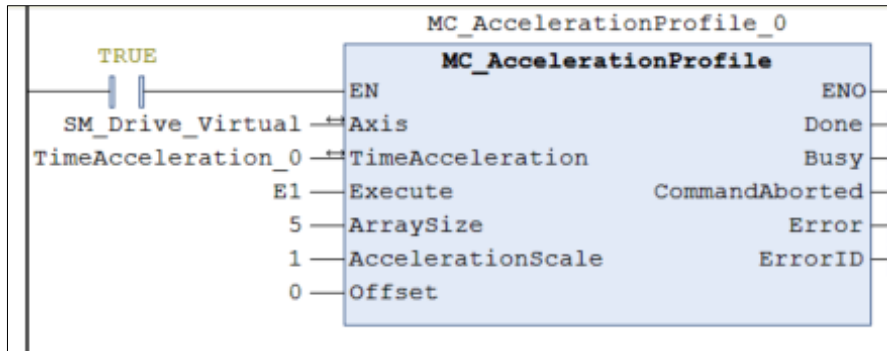 MC_AccelerationProfile_0
TRUE
MC_AccelerationProfile
EN ENO
SM_Drive_Virtual Axis Done
TimeAcceleration_0 TimeAcceleration Busy
E1 Execute CommandAborted
5 ArraySize Error
1 AccelerationScale ErrorID
0 Offset